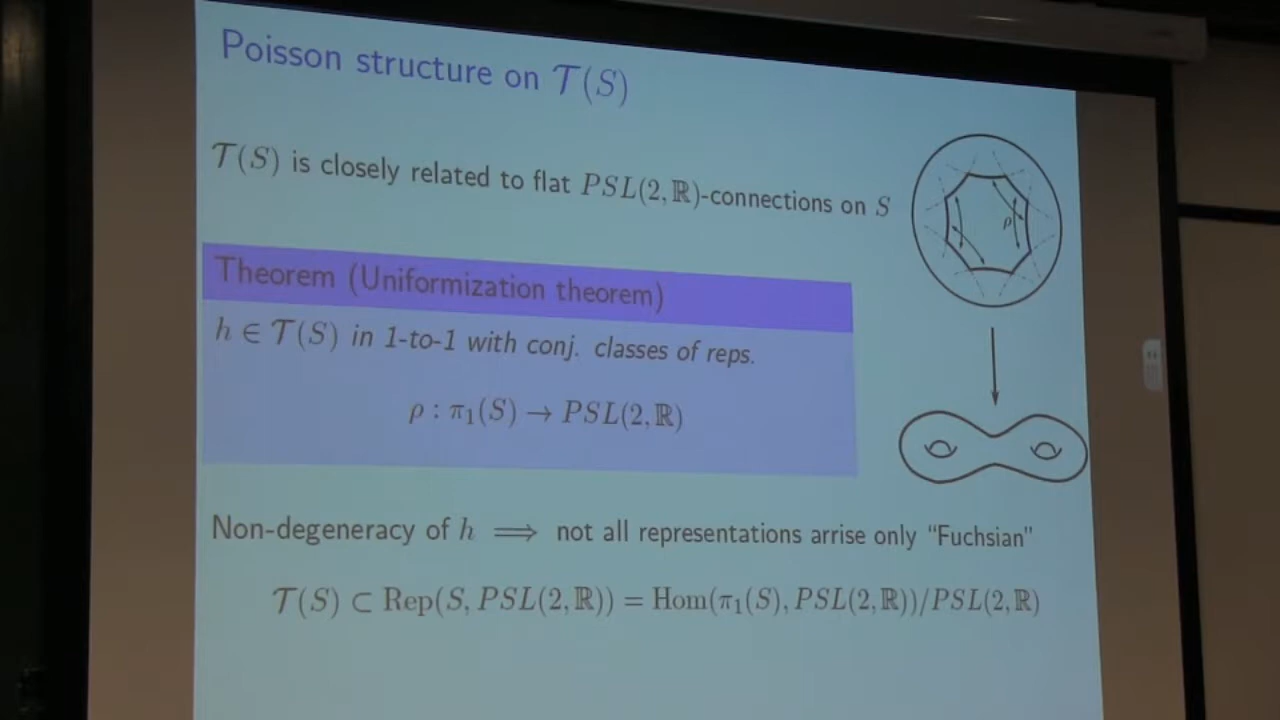 Poisson structure on 𝒯(S)
𝒯(S) is closely related to flat PSL(2,ℝ)-connections on S
Theorem (Uniformization theorem)
h ∈ 𝒯(S) in 1-to-1 with conj. classes of reps.
ρ : π₁(S) → PSL(2,ℝ)
ρ
Non-degeneracy of h ⟹ not all representations arrise only “Fuchsian”
𝒯(S) ⊂ Rep(S, PSL(2,ℝ)) = Hom(π₁(S), PSL(2,ℝ))/PSL(2,ℝ)